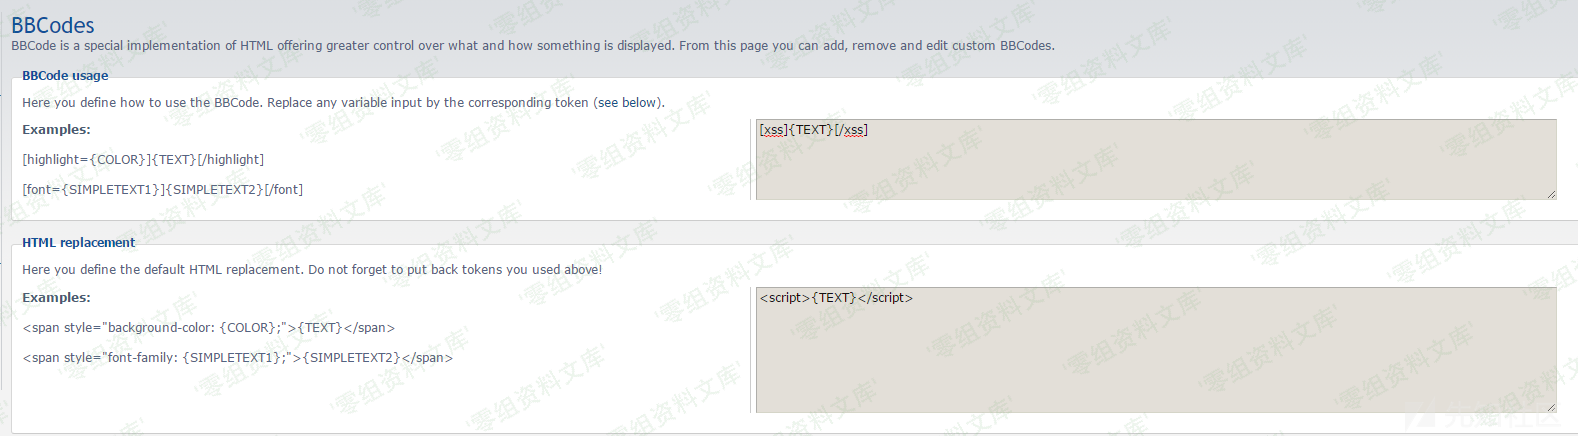 BBCodes
BBCode is a special implementation of HTML offering greater control over what and how something is displayed. From this page you can add, remove and edit custom BBCodes.
BBCode usage
Here you define how to use the BBCode. Replace any variable input by the corresponding token (see below).
Examples:
[highlight={COLOR}]{TEXT}[/highlight]
[font={SIMPLETEXT1}]{SIMPLETEXT2}[/font]
[xss]{TEXT}[/xss]
HTML replacement
Here you define the default HTML replacement. Do not forget to put back tokens you used above!
Examples:
<span style="background-color: {COLOR};">{TEXT}</span>
<span style="font-family: {SIMPLETEXT1};">{SIMPLETEXT2}</span>
<script>{TEXT}</script>
'零组资料文库'
先知社区